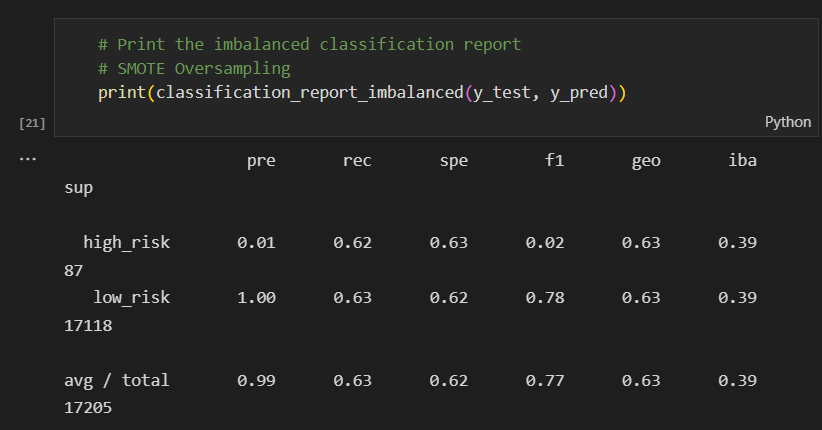 # Print the imbalanced classification report
# SMOTE Oversampling
print(classification_report_imbalanced(y_test, y_pred))
[21]
Python
... pre rec spe f1 geo iba
sup
high_risk 0.01 0.62 0.63 0.02 0.63 0.39
87
low_risk 1.00 0.63 0.62 0.78 0.63 0.39
17118
avg / total 0.99 0.63 0.62 0.77 0.63 0.39
17205